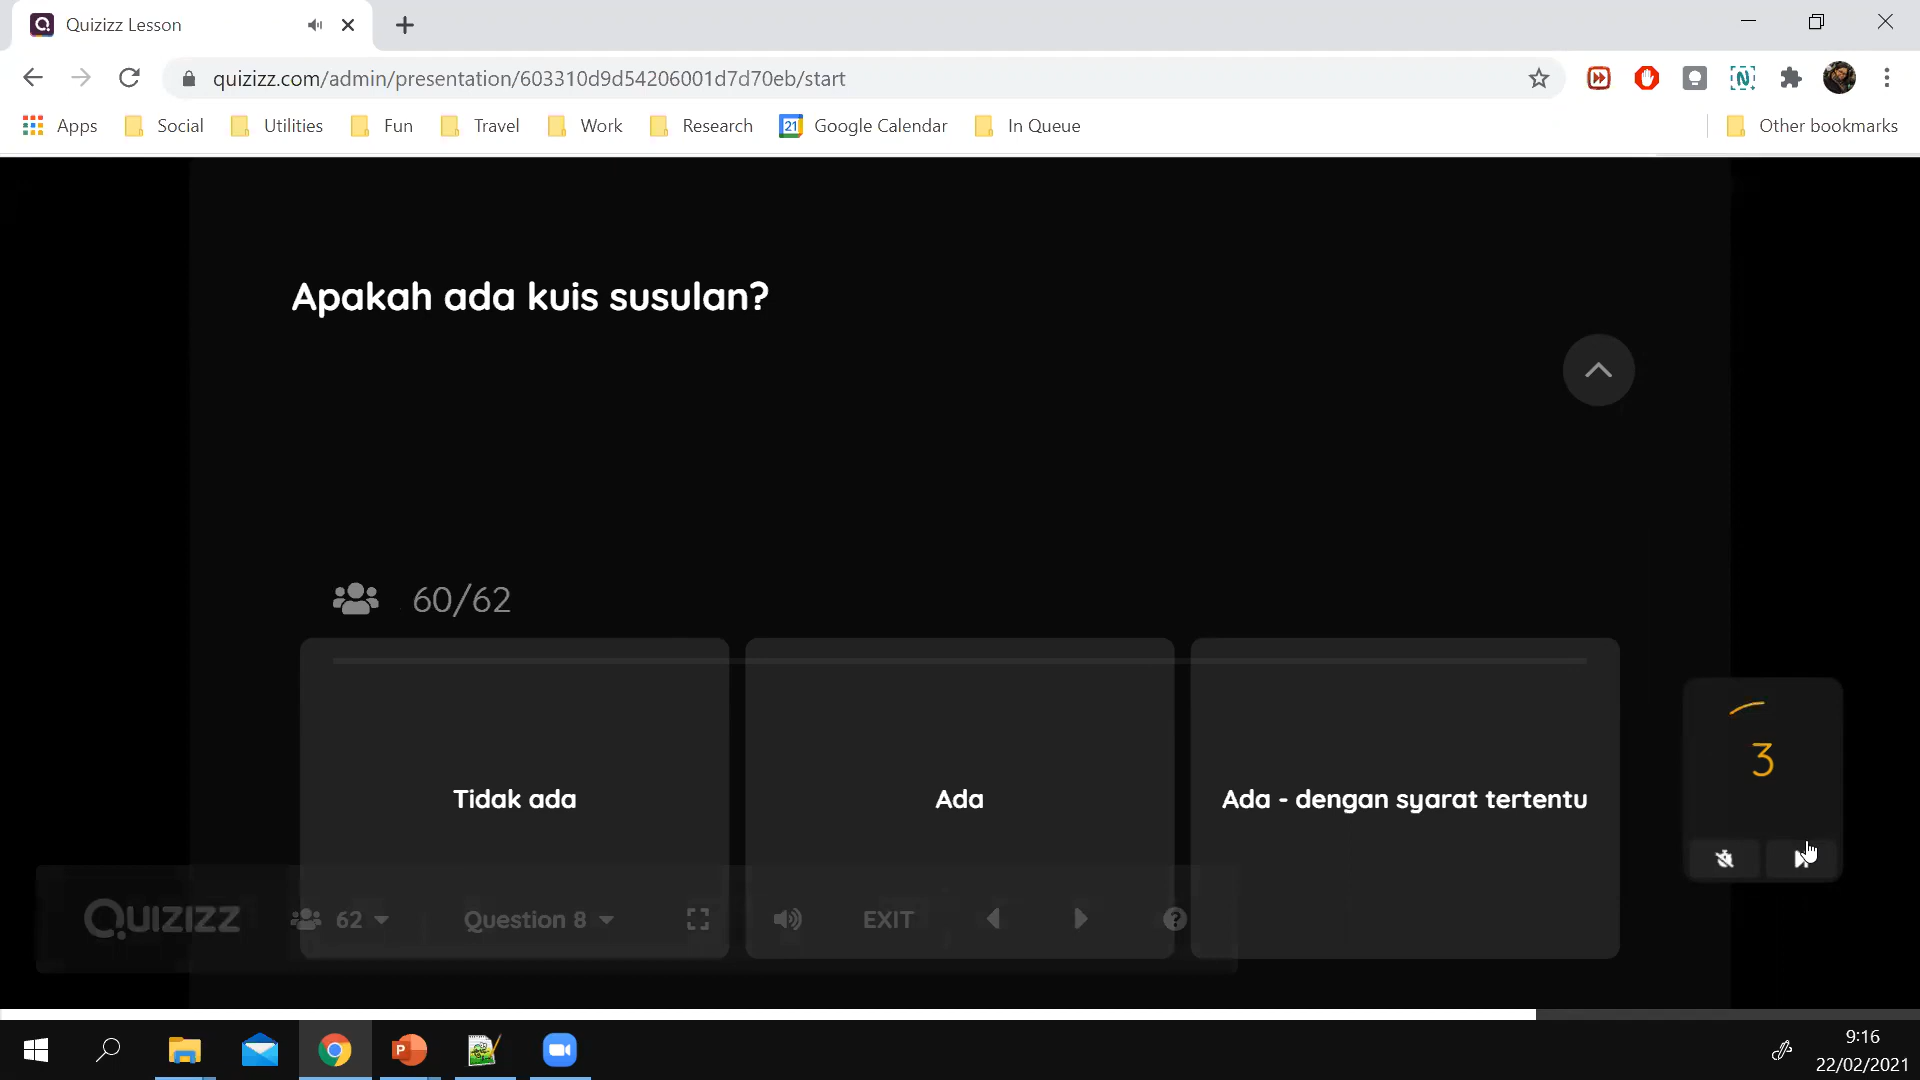 Quizizz Lesson
quizizz.com/admin/presentation/603310d9d54206001d7d70eb/start
Apps Social Utilities Fun Travel Work Research 21 Google Calendar In Queue Other bookmarks
Apakah ada kuis susulan?
60/62
3
Tidak ada
Ada
Ada - dengan syarat tertentu
QUIZIZZ 62 Question 8 EXIT
9:16
22/02/2021